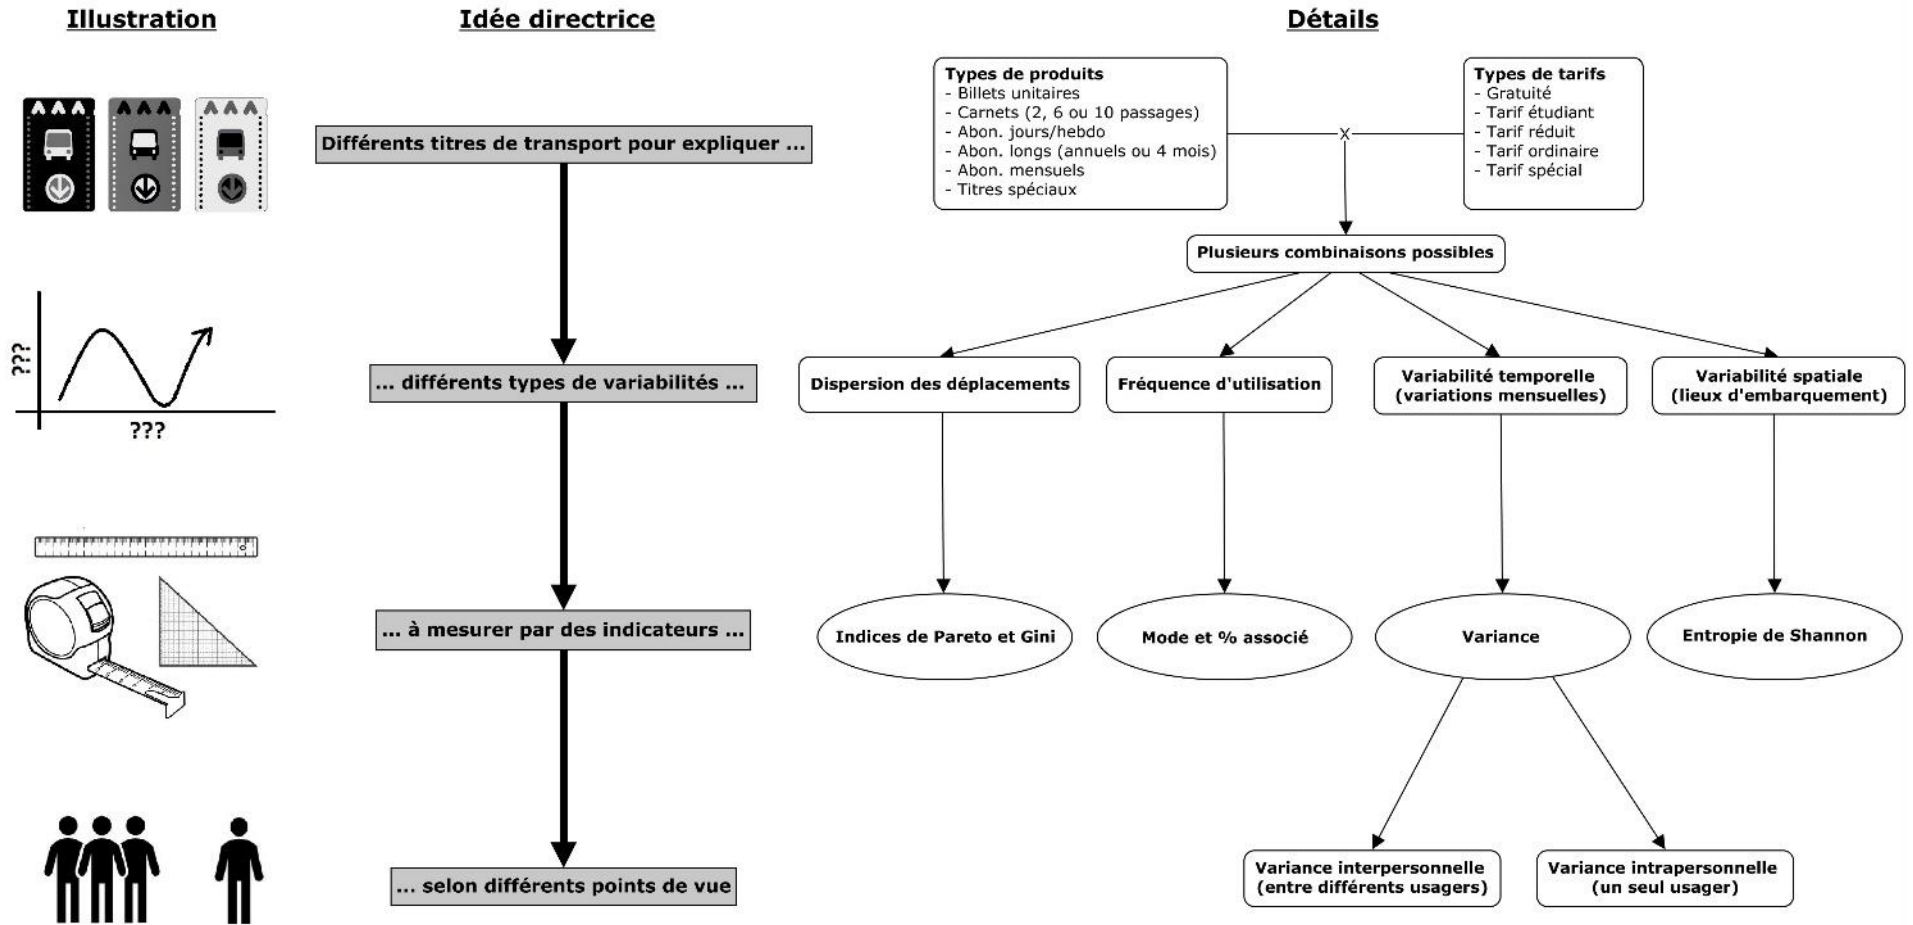 Illustration
Idée directrice
Détails
Types de produits
- Billets unitaires
- Carnets (2, 6 ou 10 passages)
- Abon. jours/hebdo
- Abon. longs (annuels ou 4 mois)
- Abon. mensuels
- Titres spéciaux
X
Types de tarifs
- Gratuité
- Tarif étudiant
- Tarif réduit
- Tarif ordinaire
- Tarif spécial
Différents titres de transport pour expliquer ...
Plusieurs combinaisons possibles
???
???
... différents types de variabilités ...
Dispersion des déplacements
Fréquence d'utilisation
Variabilité temporelle
(variations mensuelles)
Variabilité spatiale
(lieux d'embarquement)
... à mesurer par des indicateurs ...
Indices de Pareto et Gini
Mode et % associé
Variance
Entropie de Shannon
... selon différents points de vue
Variance interpersonnelle
(entre différents usagers)
Variance intrapersonnelle
(un seul usager)